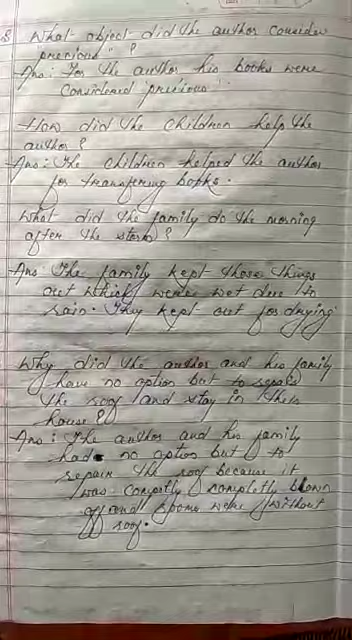 What object did the author consider
"precious"?
Ans: For the author his books were
considered precious.
How did the children help the
author?
Ans: The children helped the author
for transfering books.
What did the family do the morning
after the storm?
Ans: The family kept those things
out which were wet due to
rain. They kept out for drying
Why did the author and his family
have no option but to repair
the roof and stay in their
house?
Ans: The author and his family
had no option but to
repair the roof because it
was completly blown
off and rooms were without
roof.